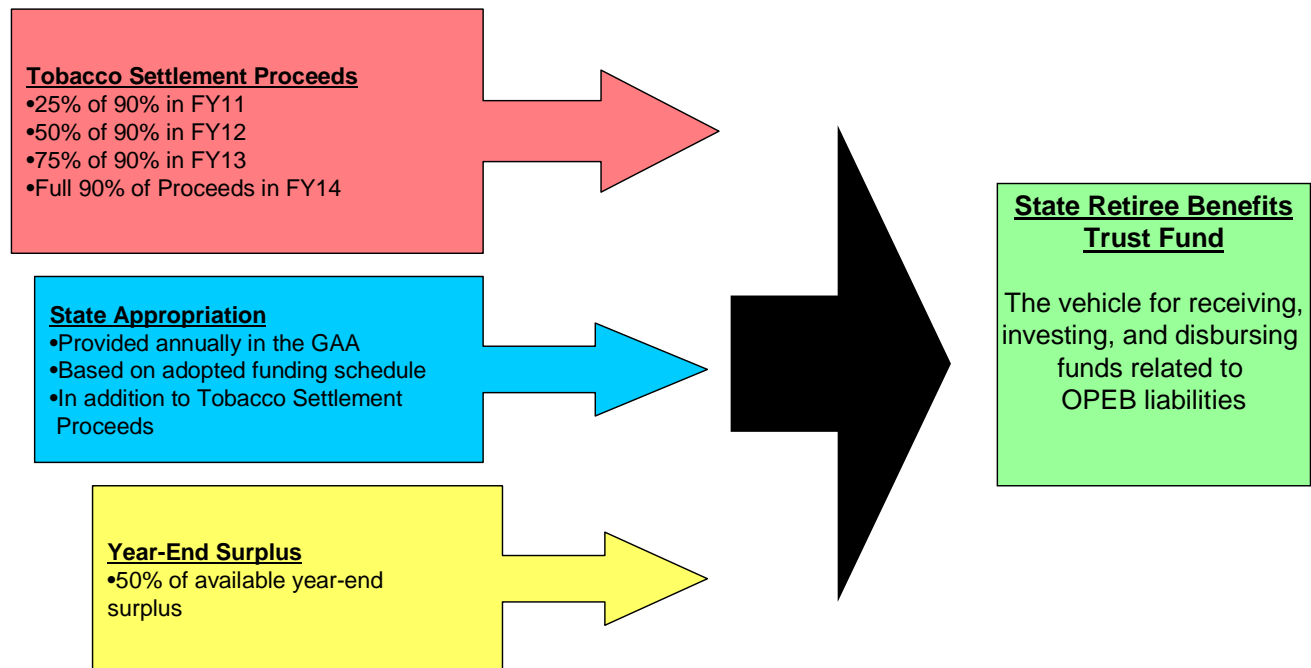 Tobacco Settlement Proceeds
•25% of 90% in FY11
•50% of 90% in FY12
•75% of 90% in FY13
•Full 90% of Proceeds in FY14
State Appropriation
•Provided annually in the GAA
•Based on adopted funding schedule
•In addition to Tobacco Settlement
Proceeds
Year-End Surplus
•50% of available year-end
surplus
State Retiree Benefits
Trust Fund
The vehicle for receiving,
investing, and disbursing
funds related to
OPEB liabilities